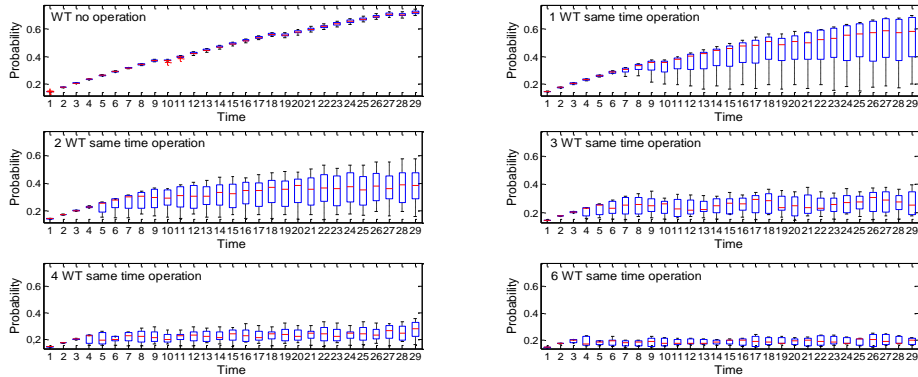 WT no operation
Probability
0.6
0.4
0.2
1 2 3 4 5 6 7 8 9 10 11 12 13 14 15 16 17 18 19 20 21 22 23 24 25 26 27 28 29
Time
1 WT same time operation
Probability
0.6
0.4
0.2
1 2 3 4 5 6 7 8 9 10 11 12 13 14 15 16 17 18 19 20 21 22 23 24 25 26 27 28 29
Time
2 WT same time operation
Probability
0.6
0.4
0.2
1 2 3 4 5 6 7 8 9 10 11 12 13 14 15 16 17 18 19 20 21 22 23 24 25 26 27 28 29
Time
3 WT same time operation
Probability
0.6
0.4
0.2
1 2 3 4 5 6 7 8 9 10 11 12 13 14 15 16 17 18 19 20 21 22 23 24 25 26 27 28 29
Time
4 WT same time operation
Probability
0.6
0.4
0.2
1 2 3 4 5 6 7 8 9 10 11 12 13 14 15 16 17 18 19 20 21 22 23 24 25 26 27 28 29
Time
6 WT same time operation
Probability
0.6
0.4
0.2
1 2 3 4 5 6 7 8 9 10 11 12 13 14 15 16 17 18 19 20 21 22 23 24 25 26 27 28 29
Time